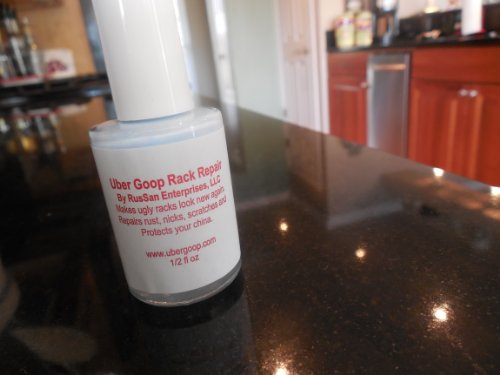 Uber Goop Rack Repair
By RusSan Enterprises, LLC
Makes ugly racks look new again.
Repairs rust, nicks, scratches and
Protects your china.
www.ubergoop.com
1/2 fl oz